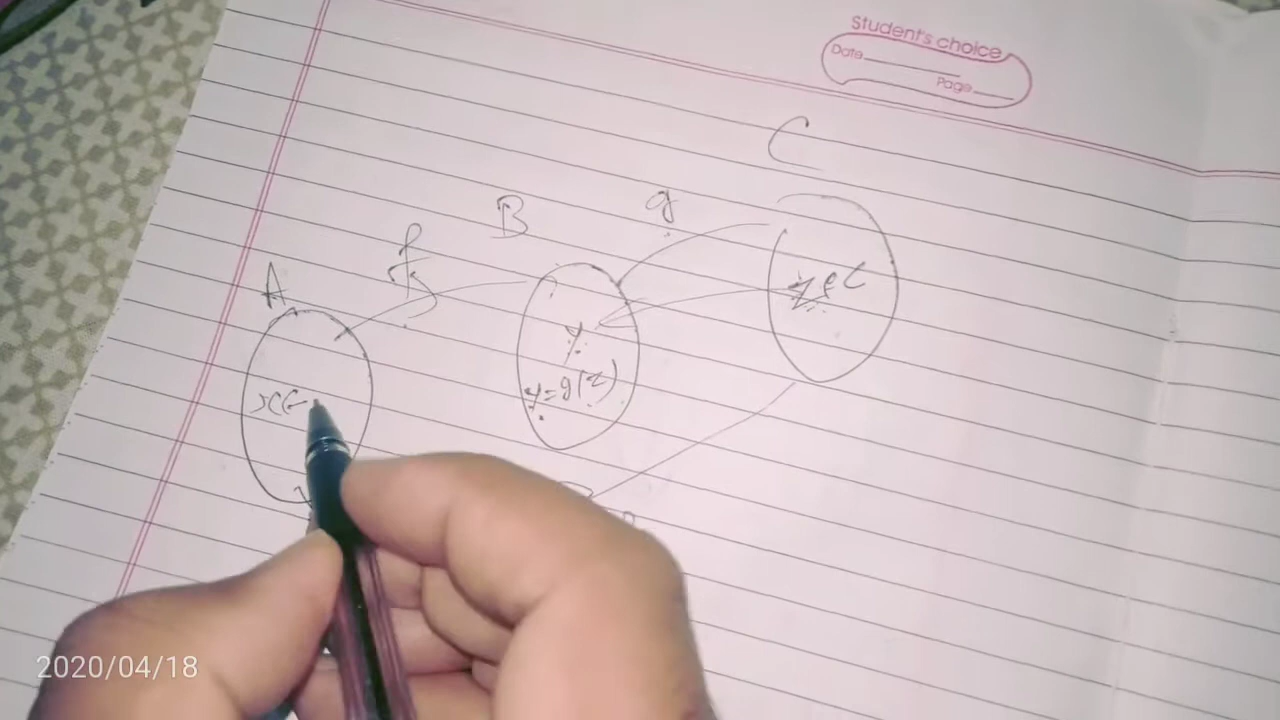 Student's choice
Date
Page
C
B
g
f
A
z ∈ C
y
y = g(z)
x ∈
2020/04/18